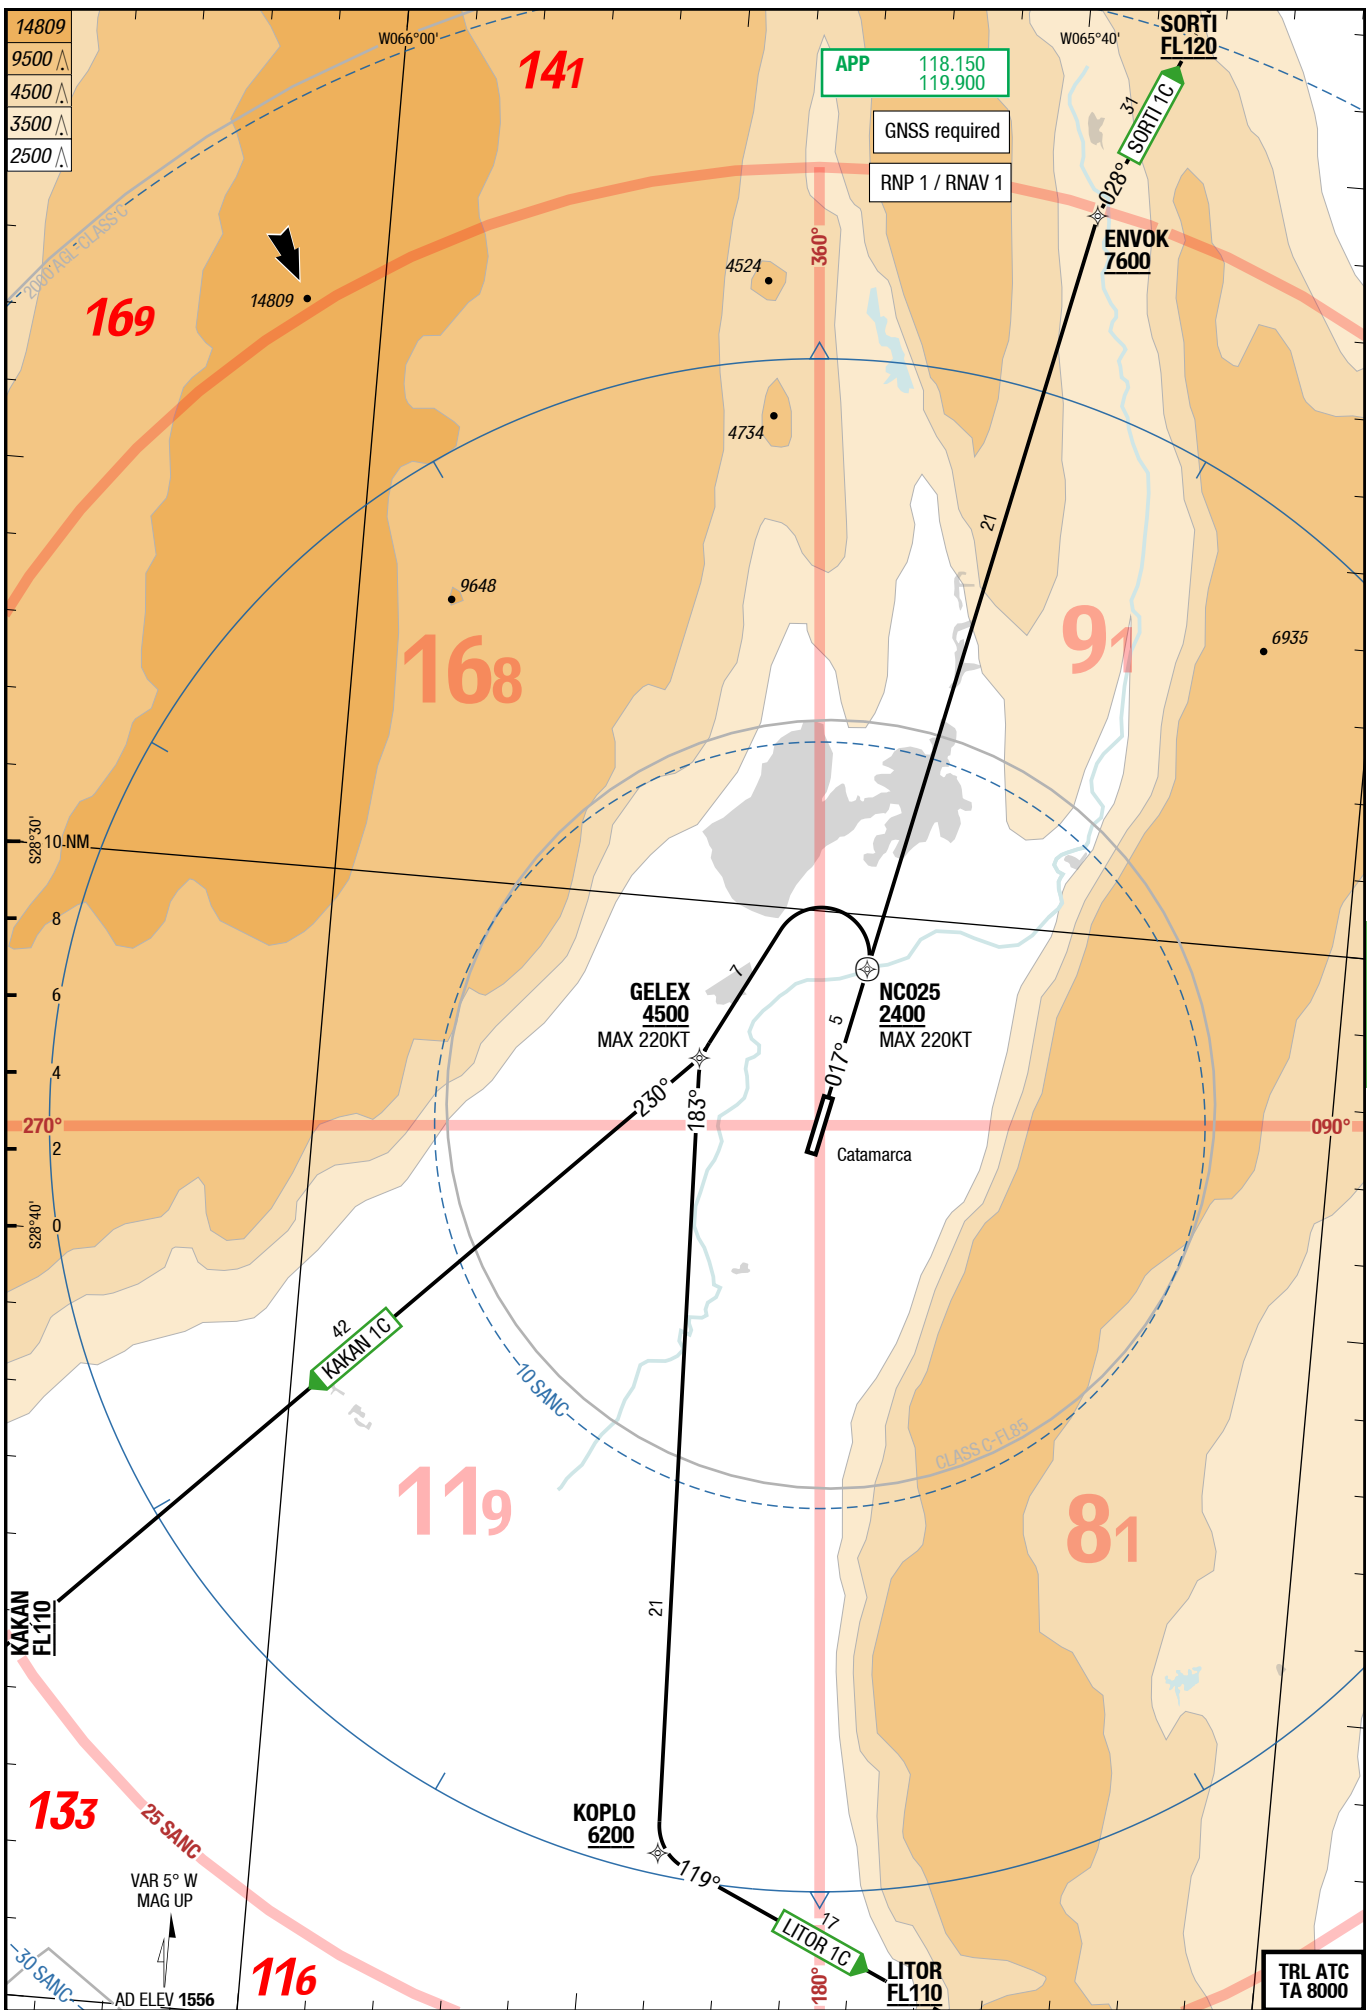 14809
9500
4500
3500
2500
W066°00'
141
APP 118.150
119.900
GNSS required
RNP 1 / RNAV 1
W065°40'
SORTI
FL120
31
SORTI 1C
028°
ENVOK
7600
2000 AGL-CLASS C
169
14809
4524
360°
4734
21
9648
168
91
6935
S28°30'
10 NM
8
6
4
2
0
S28°40'
7
GELEX
4500
MAX 220KT
NC025
2400
MAX 220KT
5
017°
230°
183°
270°
090°
Catamarca
42
KAKAN 1C
10 SANC
CLASS C-FL85
119
81
KAKAN
FL110
21
133
25 SANC
KOPLO
6200
119°
VAR 5° W
MAG UP
17
LITOR 1C
30 SANC
116
AD ELEV 1556
180°
LITOR
FL110
TRL ATC
TA 8000